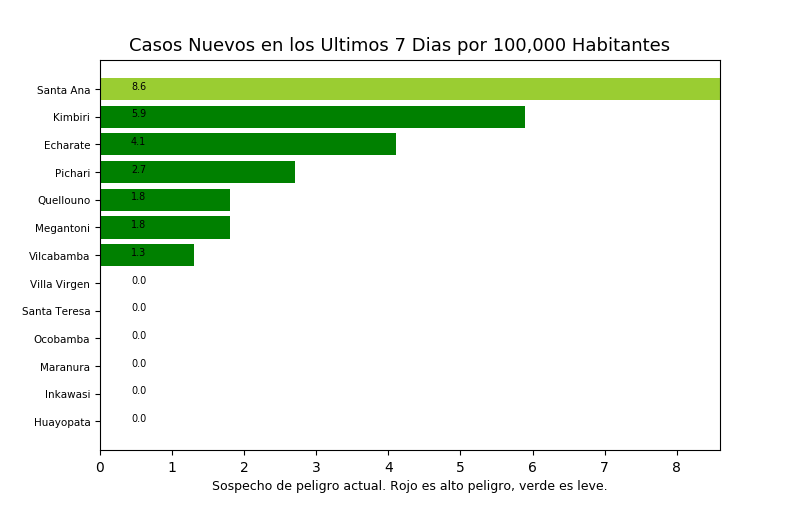 Casos Nuevos en los Ultimos 7 Dias por 100,000 Habitantes
Santa Ana 8.6
Kimbiri 5.9
Echarate 4.1
Pichari 2.7
Quellouno 1.8
Megantoni 1.8
Vilcabamba 1.3
Villa Virgen 0.0
Santa Teresa 0.0
Ocobamba 0.0
Maranura 0.0
Inkawasi 0.0
Huayopata 0.0
0 1 2 3 4 5 6 7 8
Sospecho de peligro actual. Rojo es alto peligro, verde es leve.